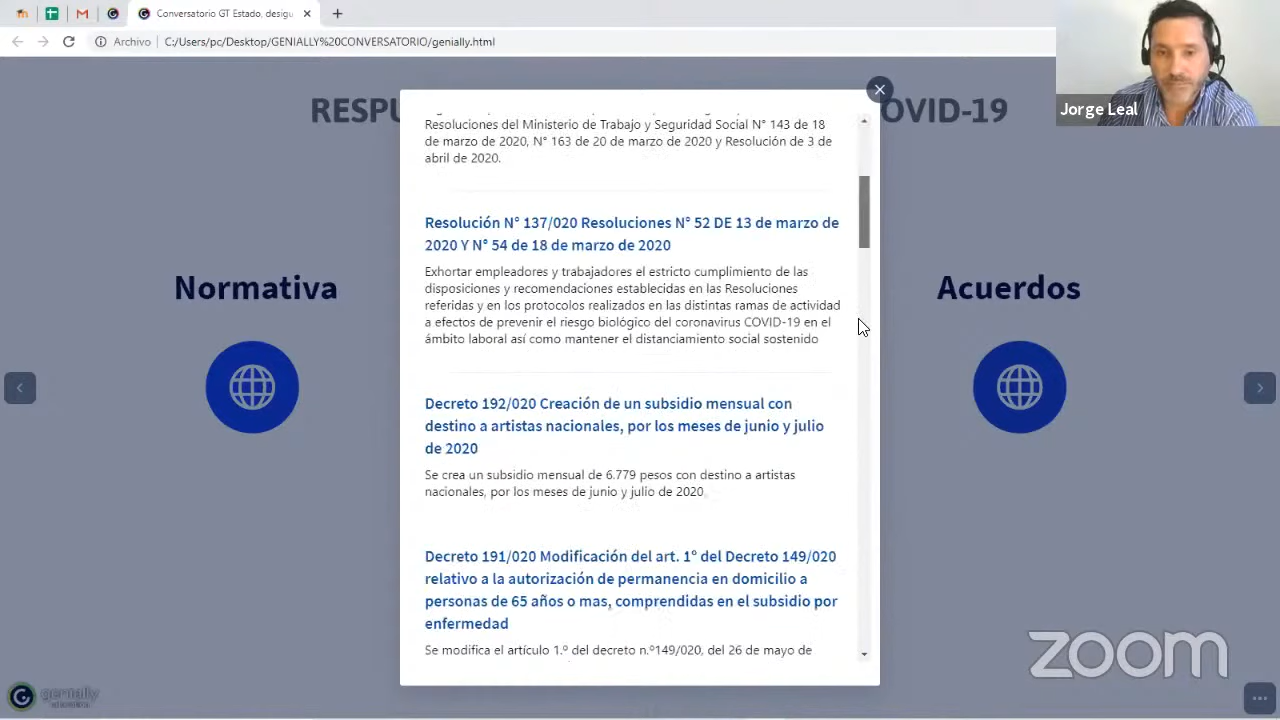 Conversatorio GT Estado, desigu
Archivo
C:/Users/pc/Desktop/GENIALLY%20CONVERSATORIO/genially.html
Jorge Leal
RESPU
OVID-19
Normativa
Acuerdos
Resoluciones del Ministerio de Trabajo y Seguridad Social N° 143 de 18
de marzo de 2020, N° 163 de 20 de marzo de 2020 y Resolución de 3 de
abril de 2020.
Resolución N° 137/020 Resoluciones N° 52 DE 13 de marzo de
2020 Y N° 54 de 18 de marzo de 2020
Exhortar empleadores y trabajadores el estricto cumplimiento de las
disposiciones y recomendaciones establecidas en las Resoluciones
referidas y en los protocolos realizados en las distintas ramas de actividad
a efectos de prevenir el riesgo biológico del coronavirus COVID-19 en el
ámbito laboral así como mantener el distanciamiento social sostenido
Decreto 192/020 Creación de un subsidio mensual con
destino a artistas nacionales, por los meses de junio y julio
de 2020
Se crea un subsidio mensual de 6.779 pesos con destino a artistas
nacionales, por los meses de junio y julio de 2020.
Decreto 191/020 Modificación del art. 1° del Decreto 149/020
relativo a la autorización de permanencia en domicilio a
personas de 65 años o mas, comprendidas en el subsidio por
enfermedad
Se modifica el artículo 1.º del decreto n.º149/020, del 26 de mayo de
zoom
genially